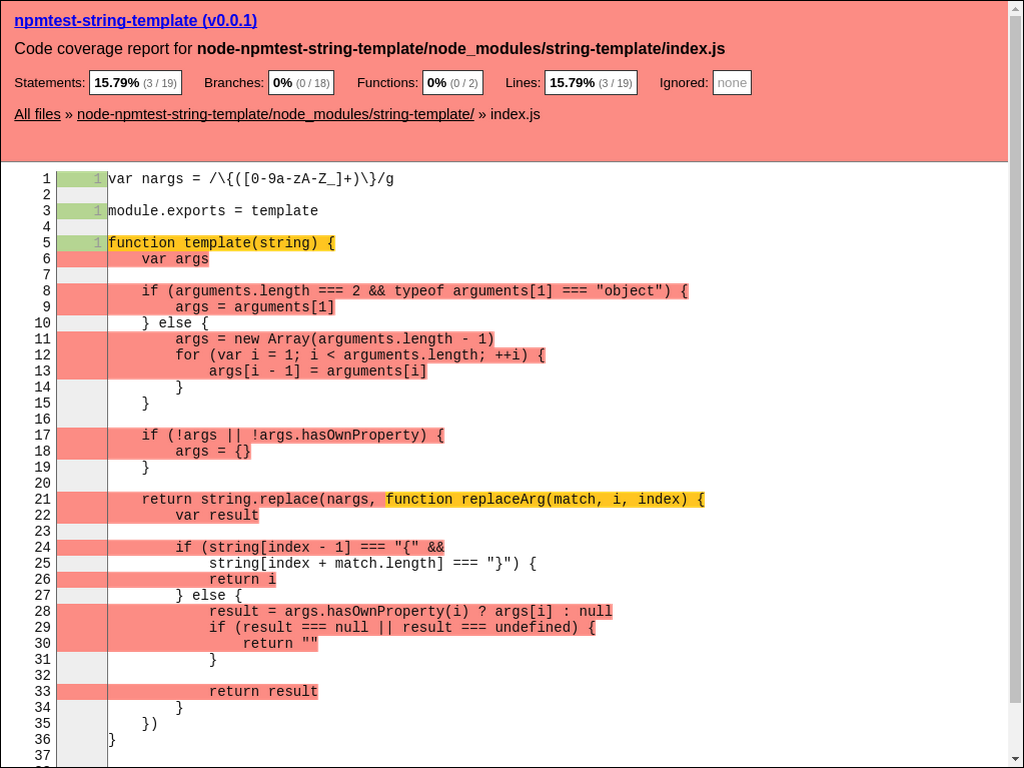 npmtest-string-template (v0.0.1)
Code coverage report for node-npmtest-string-template/node_modules/string-template/index.js
Statements: 15.79% (3 / 19) Branches: 0% (0 / 18) Functions: 0% (0 / 2) Lines: 15.79% (3 / 19) Ignored: none
All files » node-npmtest-string-template/node_modules/string-template/ » index.js
1 1 var nargs = /\{([0-9a-zA-Z_]+)\}/g
2
3 1 module.exports = template
4
5 1 function template(string) {
6     var args
7
8     if (arguments.length === 2 && typeof arguments[1] === "object") {
9         args = arguments[1]
10     } else {
11         args = new Array(arguments.length - 1)
12         for (var i = 1; i < arguments.length; ++i) {
13             args[i - 1] = arguments[i]
14         }
15     }
16
17     if (!args || !args.hasOwnProperty) {
18         args = {}
19     }
20
21     return string.replace(nargs, function replaceArg(match, i, index) {
22         var result
23
24         if (string[index - 1] === "{" &&
25             string[index + match.length] === "}") {
26             return i
27         } else {
28             result = args.hasOwnProperty(i) ? args[i] : null
29             if (result === null || result === undefined) {
30                 return ""
31             }
32
33             return result
34         }
35     })
36 }
37